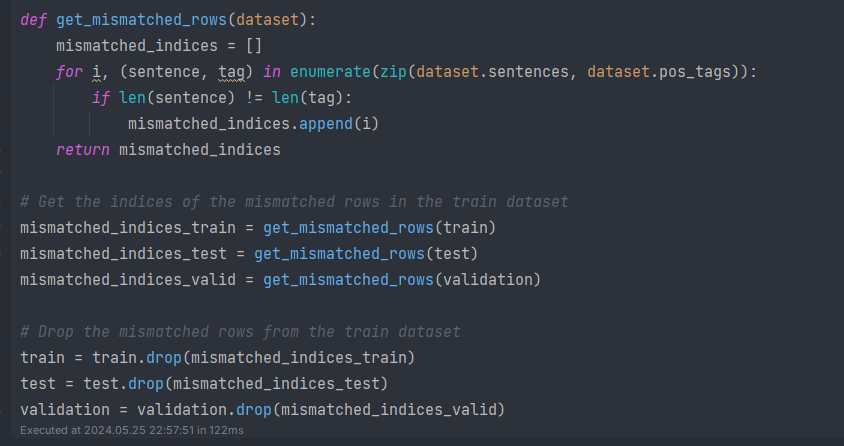 def get_mismatched_rows(dataset):
    mismatched_indices = []
    for i, (sentence, tag) in enumerate(zip(dataset.sentences, dataset.pos_tags)):
        if len(sentence) != len(tag):
            mismatched_indices.append(i)
    return mismatched_indices

# Get the indices of the mismatched rows in the train dataset
mismatched_indices_train = get_mismatched_rows(train)
mismatched_indices_test = get_mismatched_rows(test)
mismatched_indices_valid = get_mismatched_rows(validation)

# Drop the mismatched rows from the train dataset
train = train.drop(mismatched_indices_train)
test = test.drop(mismatched_indices_test)
validation = validation.drop(mismatched_indices_valid)
Executed at 2024.05.25 22:57:51 in 122ms